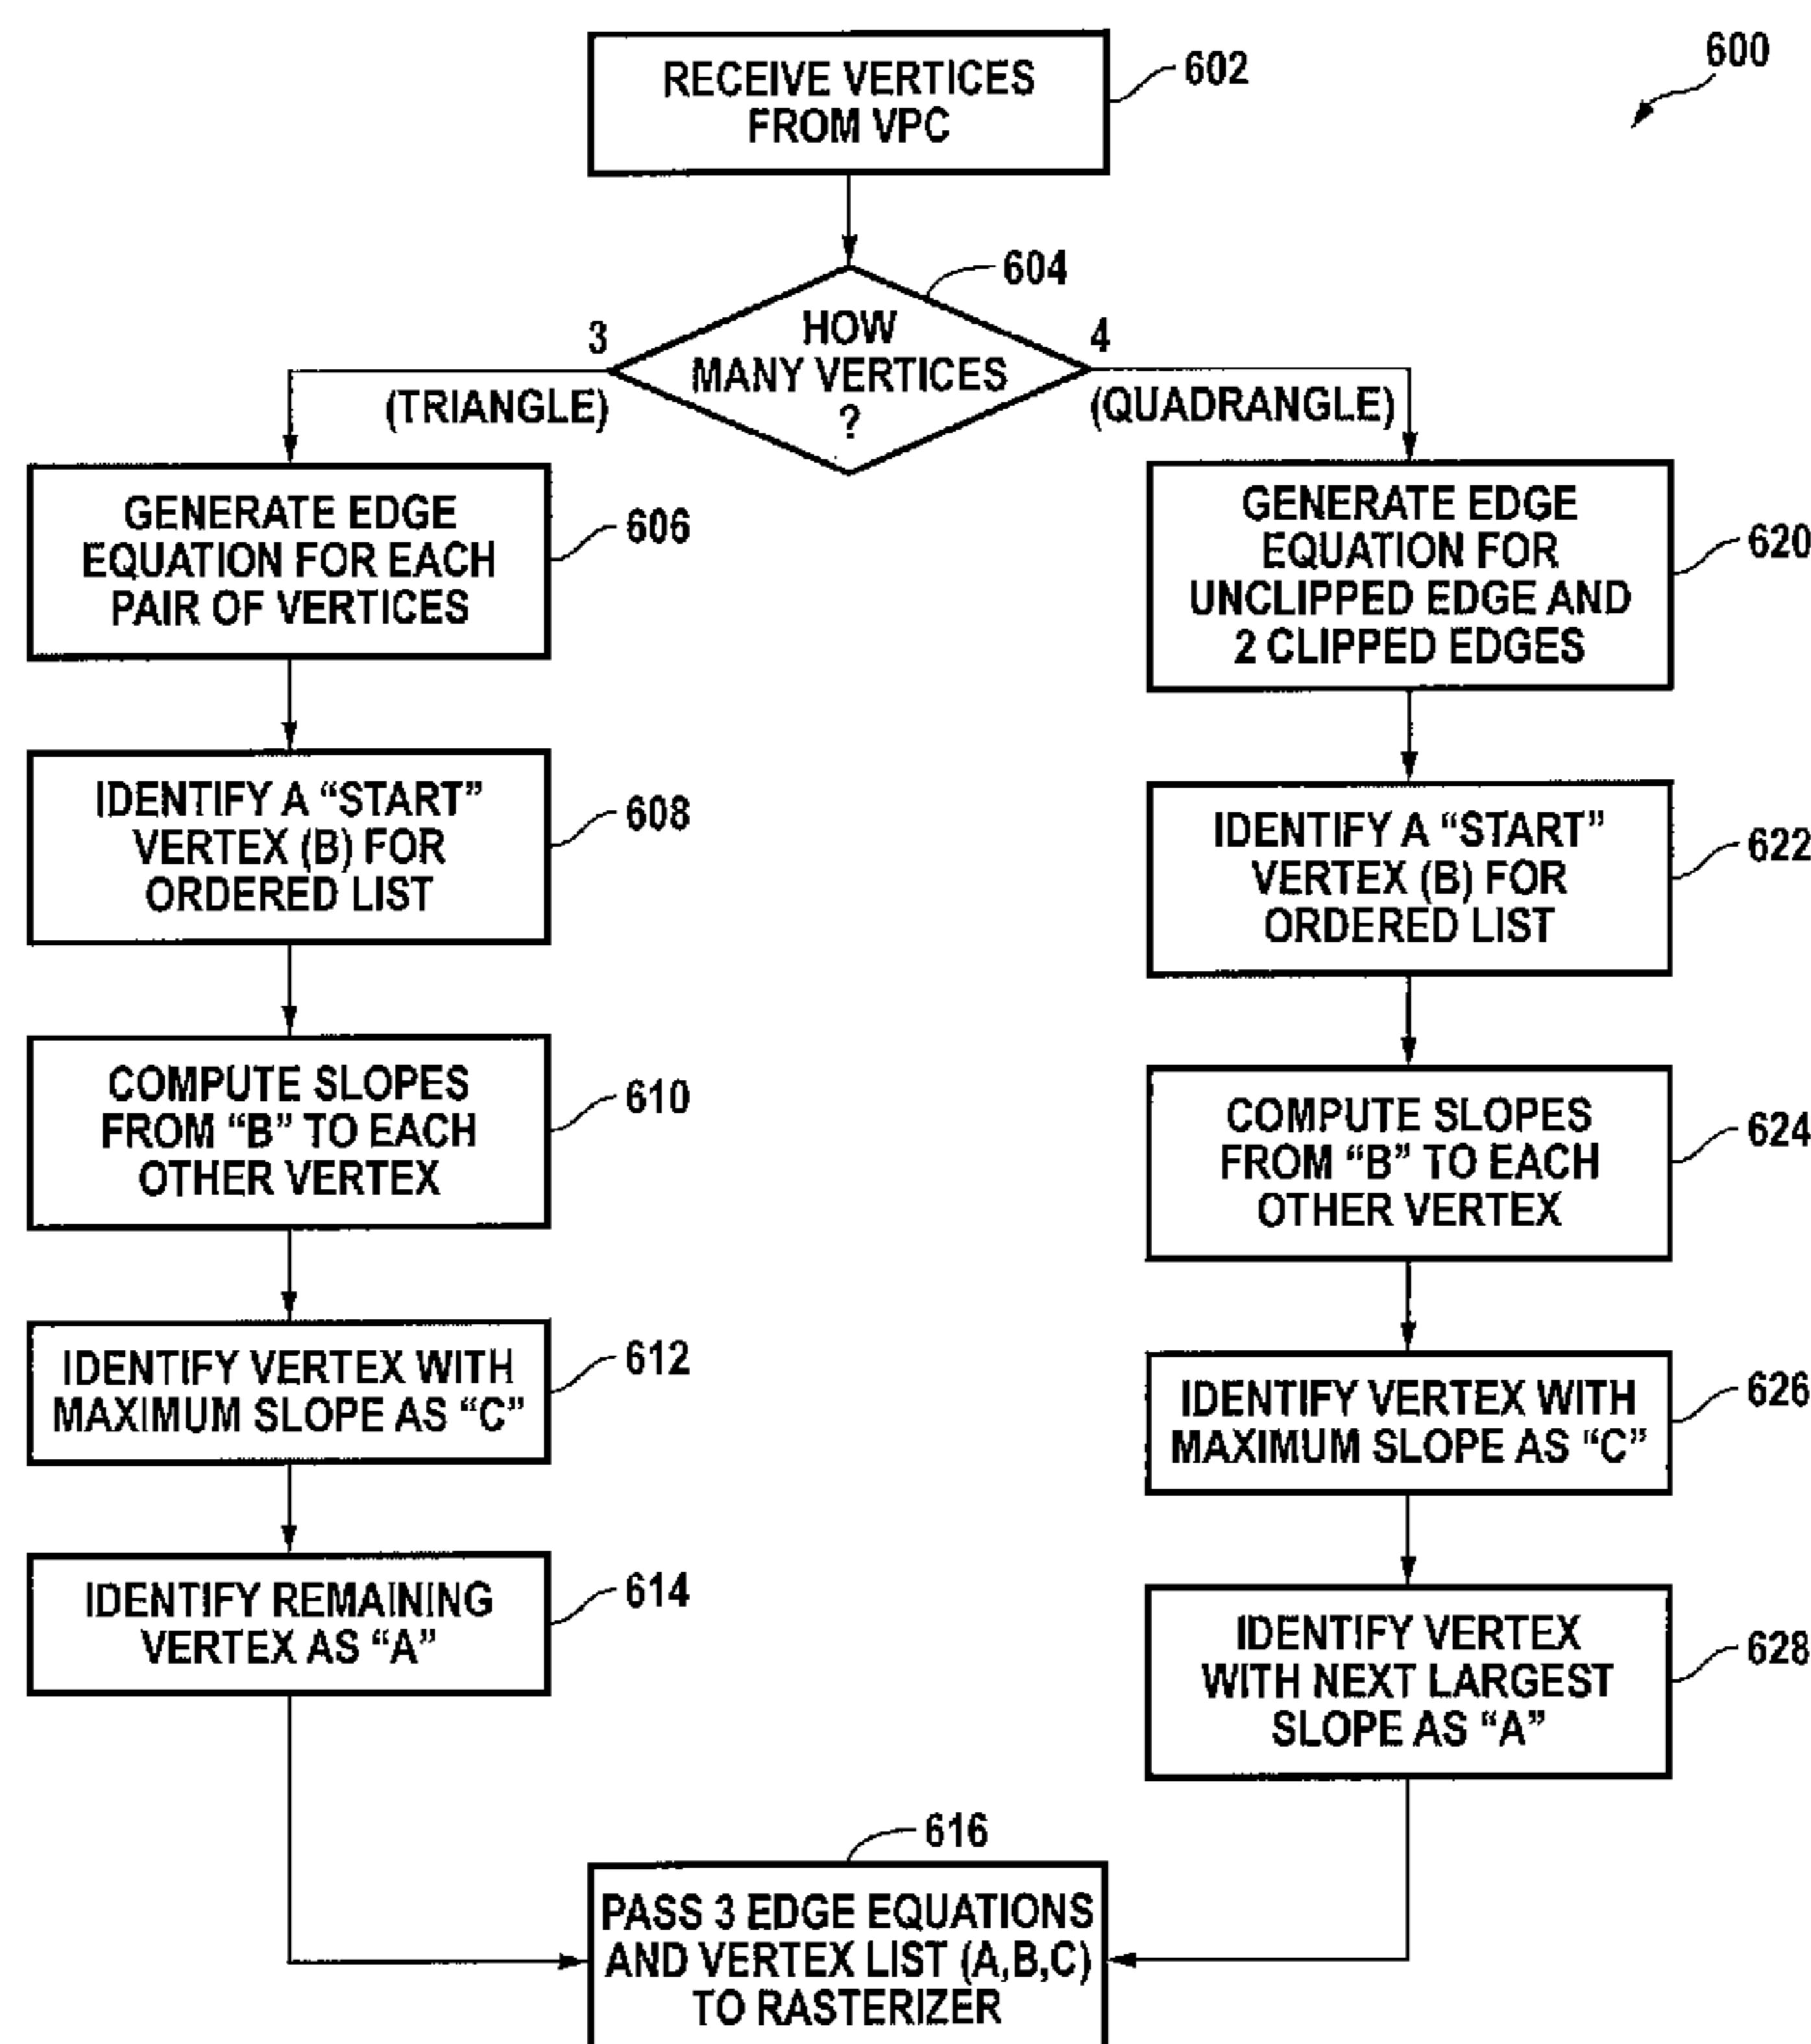 600
RECEIVE VERTICES
FROM VPC
602
604
HOW
MANY VERTICES
?
3
(TRIANGLE)
4
(QUADRANGLE)
GENERATE EDGE
EQUATION FOR EACH
PAIR OF VERTICES
606
IDENTIFY A “START”
VERTEX (B) FOR
ORDERED LIST
608
COMPUTE SLOPES
FROM “B” TO EACH
OTHER VERTEX
610
IDENTIFY VERTEX WITH
MAXIMUM SLOPE AS “C”
612
IDENTIFY REMAINING
VERTEX AS “A”
614
GENERATE EDGE
EQUATION FOR
UNCLIPPED EDGE AND
2 CLIPPED EDGES
620
IDENTIFY A “START”
VERTEX (B) FOR
ORDERED LIST
622
COMPUTE SLOPES
FROM “B” TO EACH
OTHER VERTEX
624
IDENTIFY VERTEX WITH
MAXIMUM SLOPE AS “C”
626
IDENTIFY VERTEX
WITH NEXT LARGEST
SLOPE AS “A”
628
616
PASS 3 EDGE EQUATIONS
AND VERTEX LIST (A,B,C)
TO RASTERIZER